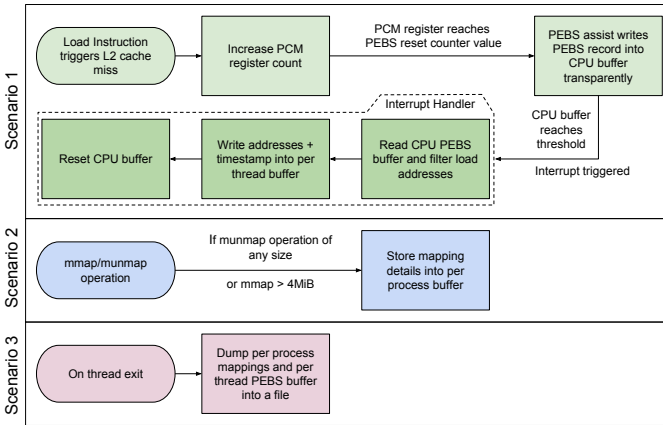 Scenario 1
Load Instruction
triggers L2 cache
miss
Increase PCM
register count
PCM register reaches
PEBS reset counter value
PEBS assist writes
PEBS record into
CPU buffer
transparently
CPU buffer
reaches
threshold
Interrupt triggered
Interrupt Handler
Read CPU PEBS
buffer and filter load
addresses
Write addresses +
timestamp into per
thread buffer
Reset CPU buffer
Scenario 2
mmap/munmap
operation
If munmap operation of
any size
or mmap > 4MiB
Store mapping
details into per
process buffer
Scenario 3
On thread exit
Dump per process
mappings and per
thread PEBS buffer
into a file